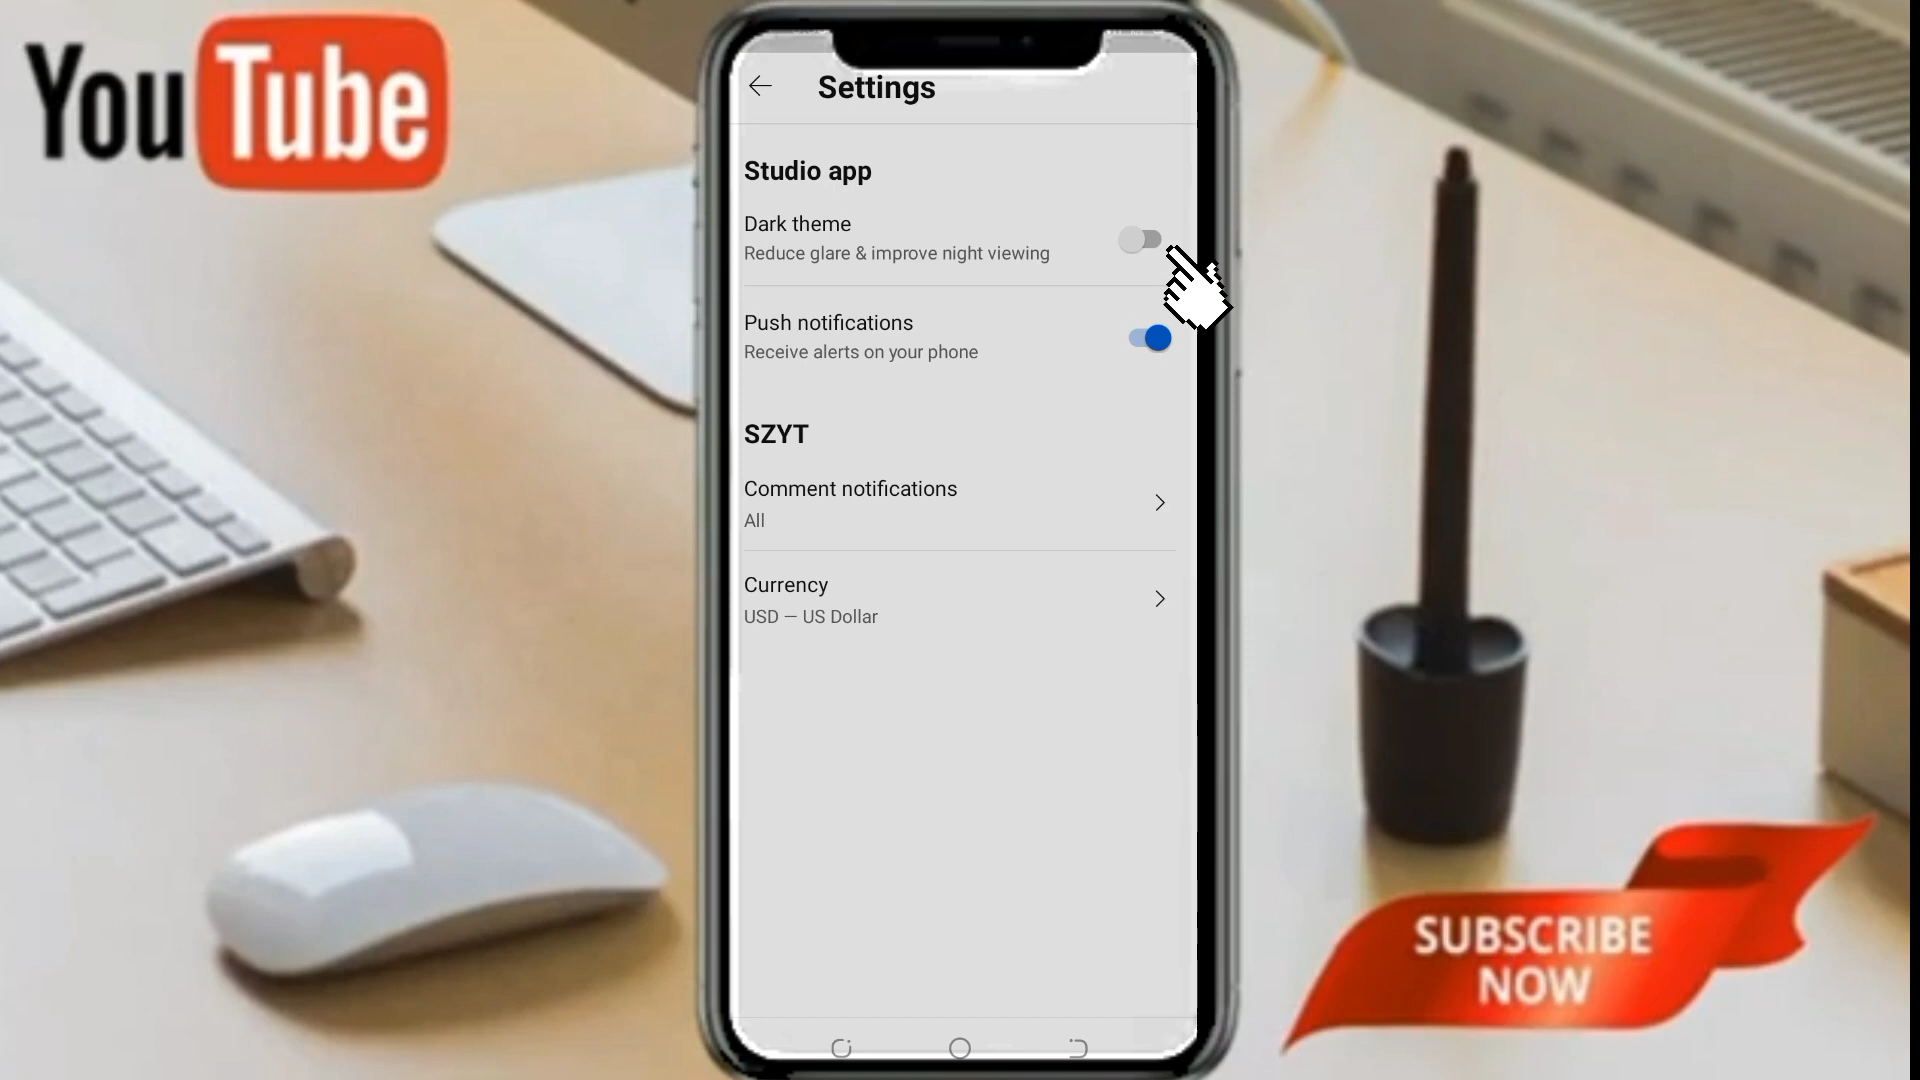 YouTube
Settings
Studio app
Dark theme
Reduce glare & improve night viewing
Push notifications
Receive alerts on your phone
SZYT
Comment notifications
All
Currency
USD — US Dollar
SUBSCRIBE
NOW